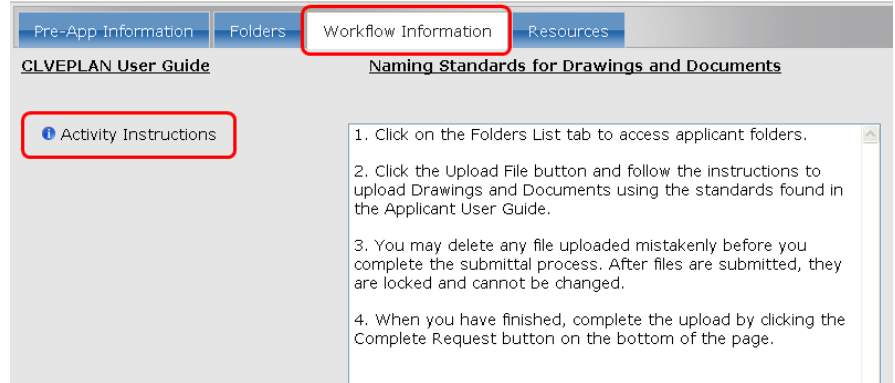 Pre-App Information Folders Workflow Information Resources
CLVEPLAN User Guide Naming Standards for Drawings and Documents
Activity Instructions
1. Click on the Folders List tab to access applicant folders.
2. Click the Upload File button and follow the instructions to
upload Drawings and Documents using the standards found in
the Applicant User Guide.
3. You may delete any file uploaded mistakenly before you
complete the submittal process. After files are submitted, they
are locked and cannot be changed.
4. When you have finished, complete the upload by clicking the
Complete Request button on the bottom of the page.